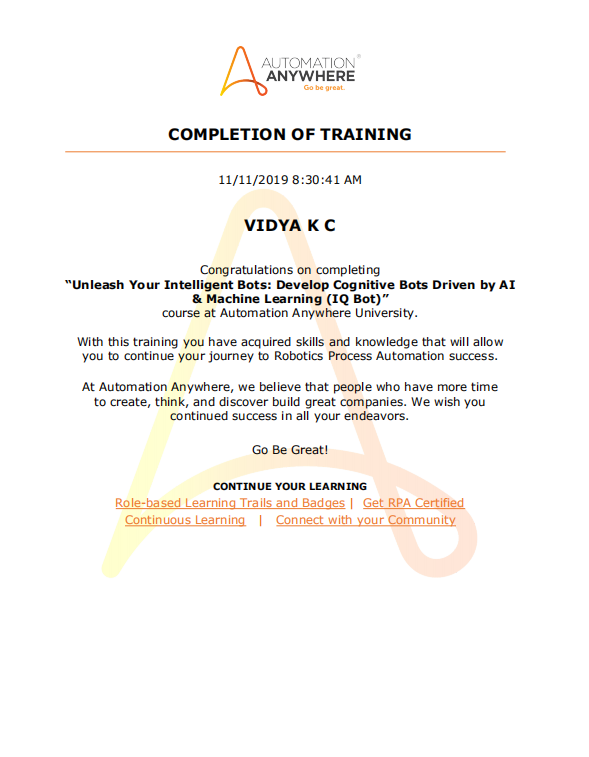 AUTOMATION®
ANYWHERE
Go be great.
COMPLETION OF TRAINING
11/11/2019 8:30:41 AM
VIDYA K C
Congratulations on completing
“Unleash Your Intelligent Bots: Develop Cognitive Bots Driven by AI
& Machine Learning (IQ Bot)”
course at Automation Anywhere University.
With this training you have acquired skills and knowledge that will allow
you to continue your journey to Robotics Process Automation success.
At Automation Anywhere, we believe that people who have more time
to create, think, and discover build great companies. We wish you
continued success in all your endeavors.
Go Be Great!
CONTINUE YOUR LEARNING
Role-based Learning Trails and Badges | Get RPA Certified
Continuous Learning | Connect with your Community